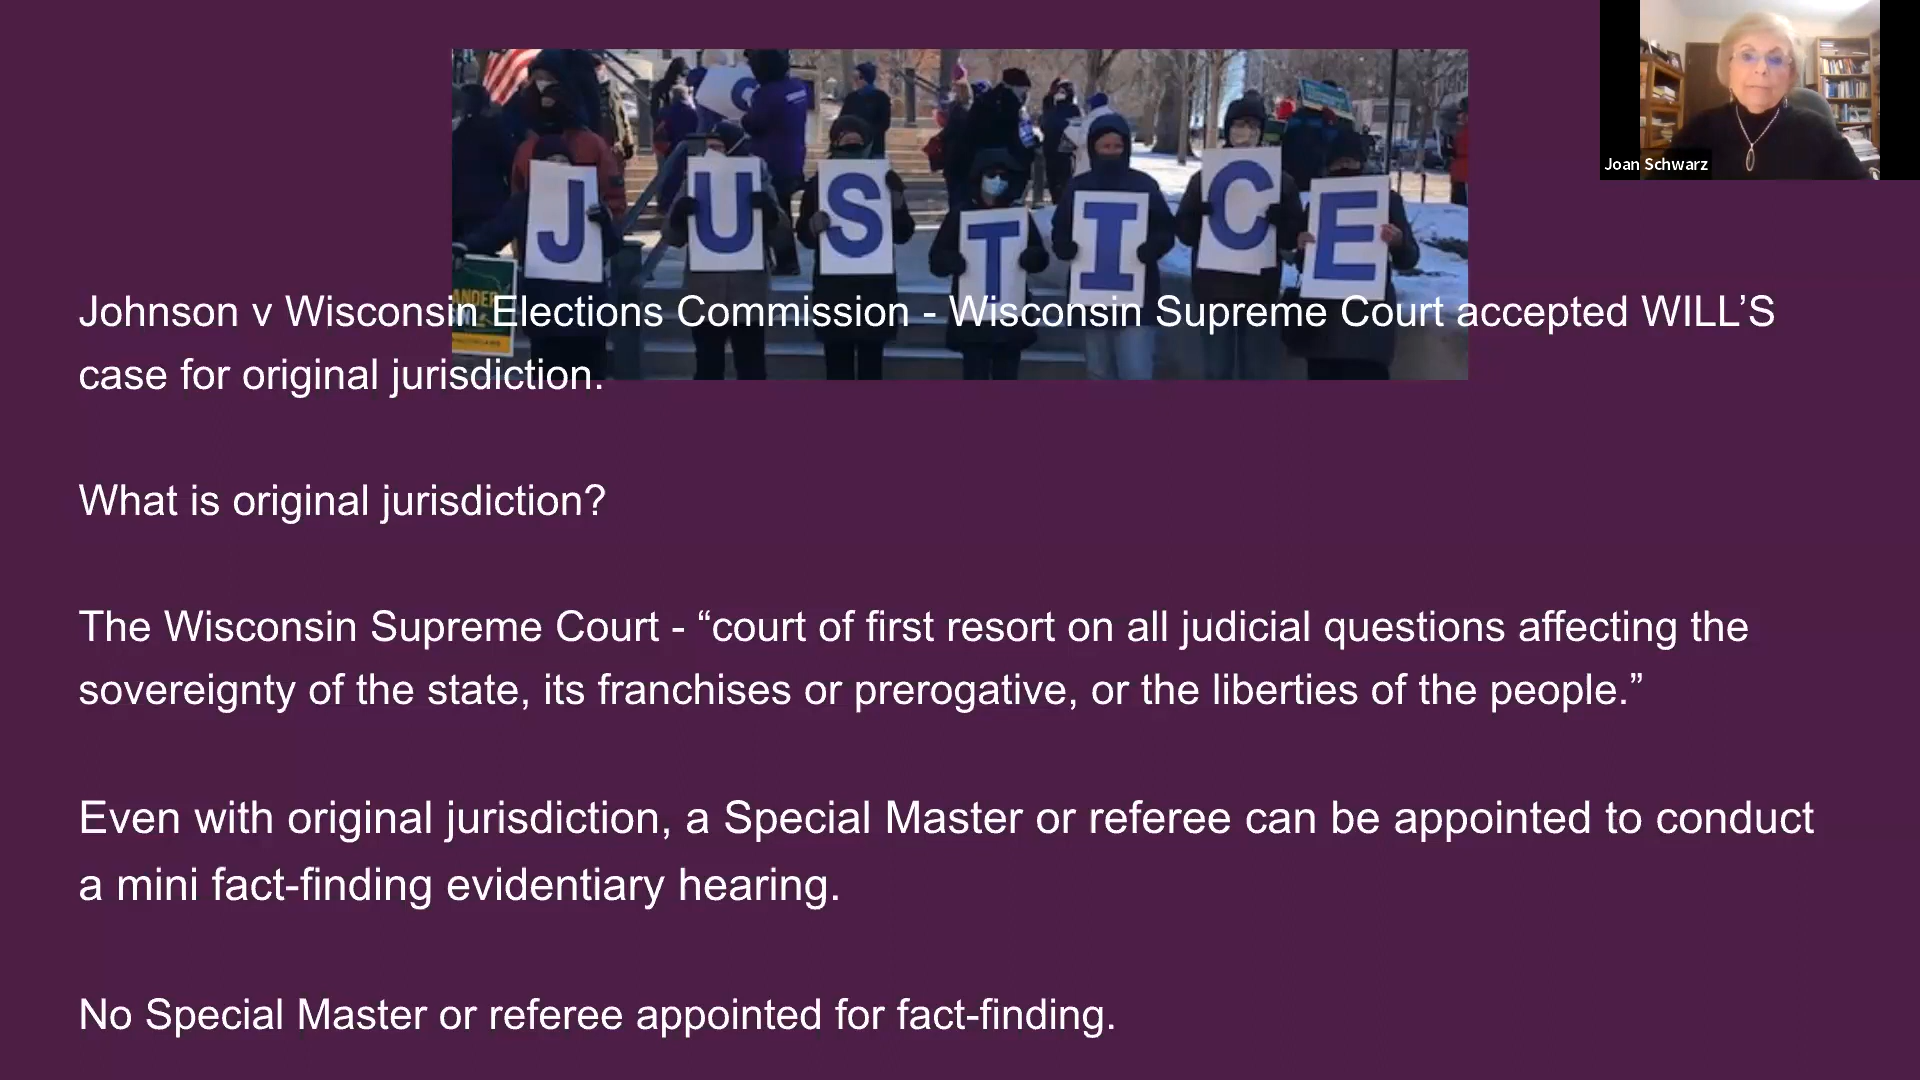 JUSTICE
ANDER
Joan Schwarz
Johnson v Wisconsin Elections Commission - Wisconsin Supreme Court accepted WILL’S
case for original jurisdiction.
What is original jurisdiction?
The Wisconsin Supreme Court - “court of first resort on all judicial questions affecting the
sovereignty of the state, its franchises or prerogative, or the liberties of the people.”
Even with original jurisdiction, a Special Master or referee can be appointed to conduct
a mini fact-finding evidentiary hearing.
No Special Master or referee appointed for fact-finding.